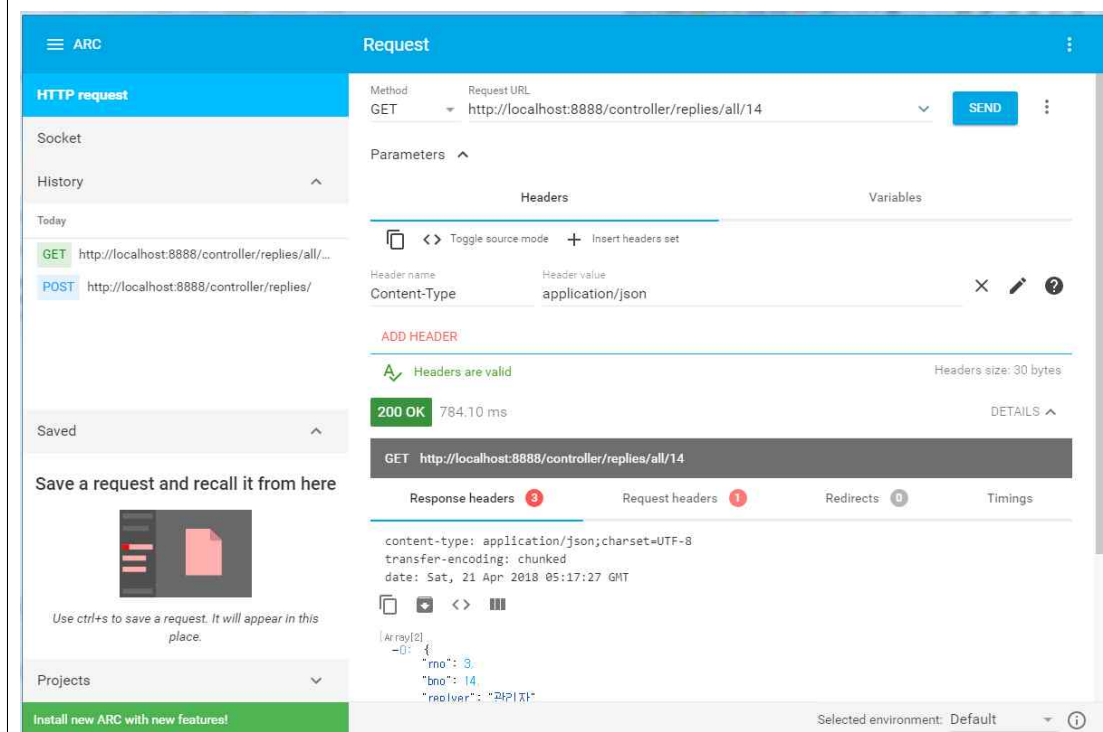 ARC
Request
HTTP request
Socket
History
Today
GET http://localhost:8888/controller/replies/all/...
POST http://localhost:8888/controller/replies/
Saved
Save a request and recall it from here
Use ctrl+s to save a request. It will appear in this
place.
Projects
Install new ARC with new features!
Method
Request URL
GET
http://localhost:8888/controller/replies/all/14
SEND
Parameters
Headers
Variables
Toggle source mode
Insert headers set
Header name
Header value
Content-Type
application/json
ADD HEADER
Headers are valid
Headers size: 30 bytes
200 OK 784.10 ms
DETAILS
GET http://localhost:8888/controller/replies/all/14
Response headers 3
Request headers 1
Redirects 0
Timings
content-type: application/json;charset=UTF-8
transfer-encoding: chunked
date: Sat, 21 Apr 2018 05:17:27 GMT
[Array[2]
-0: {
"rno": 3,
"bno": 14,
"replyer": "관리자"
Selected environment: Default